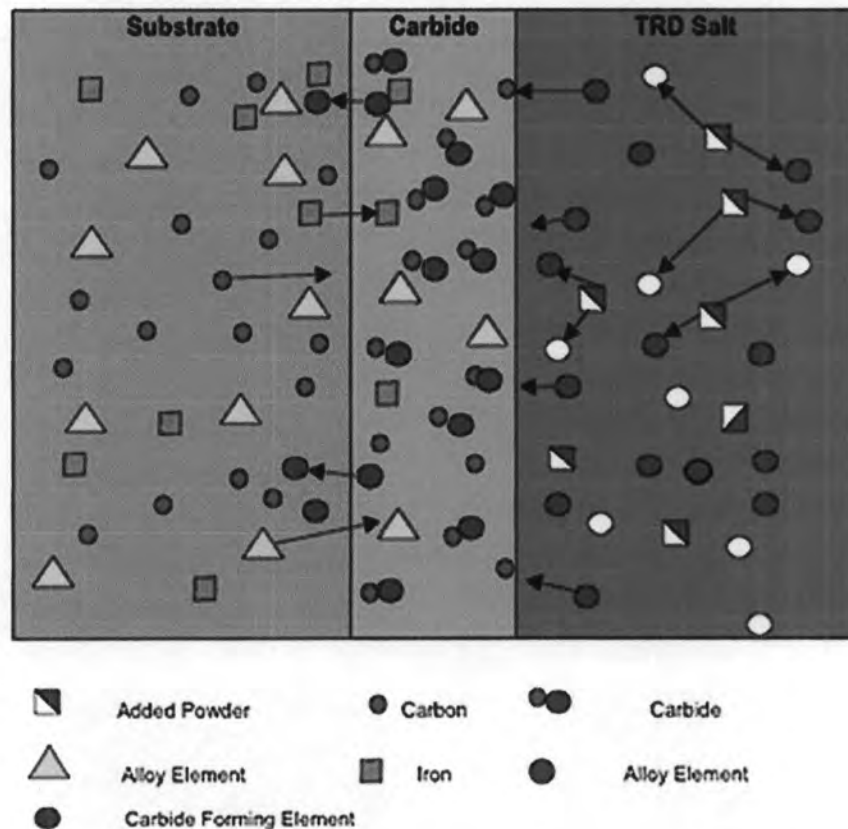 Substrate
Carbide
TRD Salt
Added Powder
Carbon
Carbide
Alloy Element
Iron
Alloy Element
Carbide Forming Element